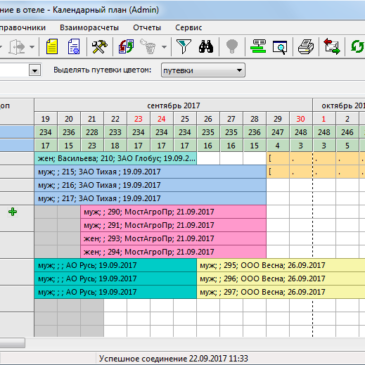 ние в отеле - Календарный план (Admin)
правочники Взаиморасчеты Отчеты Сервис
Выделять путевки цветом: путевки
оп сентябрь 2017 октябрь 201
19 20 21 22 23 24 25 26 27 28 29 30 1 2
234 236 228 233 234 234 234 235 235 236 247 248 248 246
17 15 23 18 17 17 17 16 16 15 4 3 3 5
жен; Васильева; 210; ЗАО Глобус; 19.09.2...
муж; ; 215; ЗАО Тихая ; 19.09.2017
муж; ; 216; ЗАО Тихая ; 19.09.2017
муж; ; 217; ЗАО Тихая ; 19.09.2017
муж; ; 290; МостАгроПр; 21.09.2017
муж; ; 291; МостАгроПр; 21.09.2017
жен; ; 293; МостАгроПр; 21.09.2017
жен; ; 294; МостАгроПр; 21.09.2017
муж; ; ; АО Русь; 19.09.2017 муж; ; 295; ООО Весна; 26.09.2017
муж; ; ; АО Русь; 19.09.2017 муж; ; 296; ООО Весна; 26.09.2017
муж; ; ; АО Русь; 19.09.2017 муж; ; 297; ООО Весна; 26.09.2017
Успешное соединение 22.09.2017 11:33